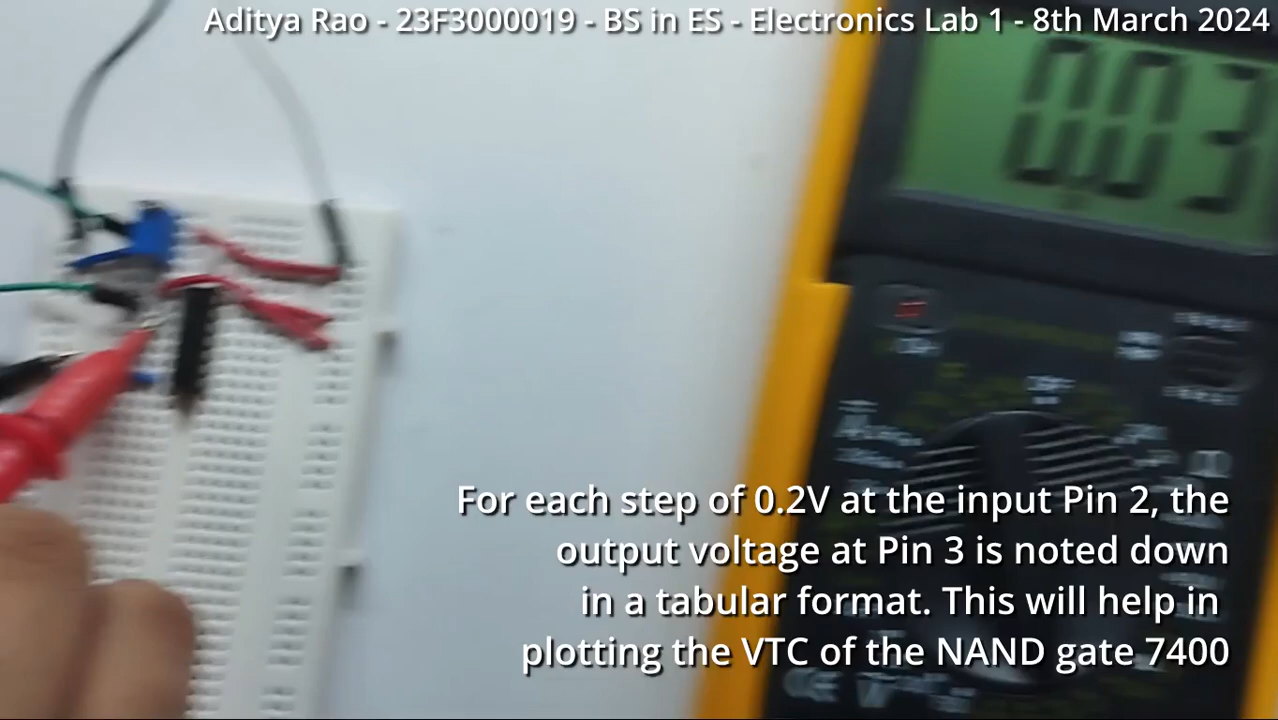 Aditya Rao - 23F3000019 - BS in ES - Electronics Lab 1 - 8th March 2024
0.03
For each step of 0.2V at the input Pin 2, the
output voltage at Pin 3 is noted down
in a tabular format. This will help in
plotting the VTC of the NAND gate 7400